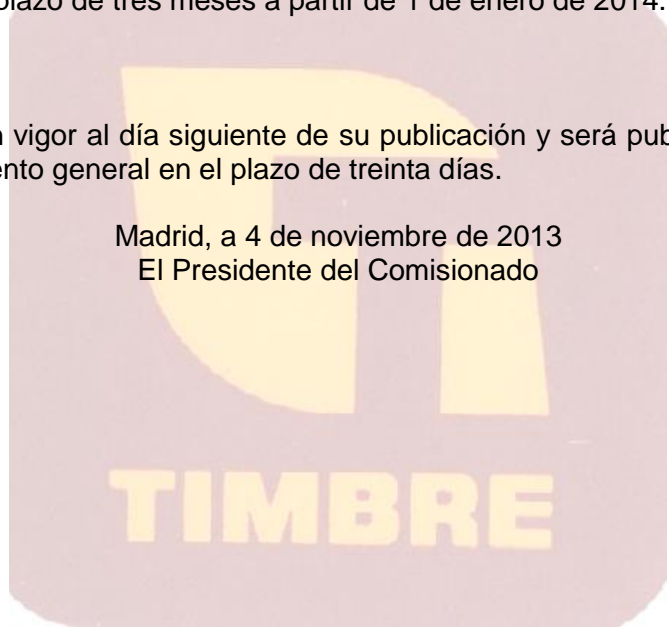 plazo de tres meses a partir de 1 de enero de 2014.
vigor al día siguiente de su publicación y será pub
nto general en el plazo de treinta días.
Madrid, a 4 de noviembre de 2013
El Presidente del Comisionado
TIMBRE